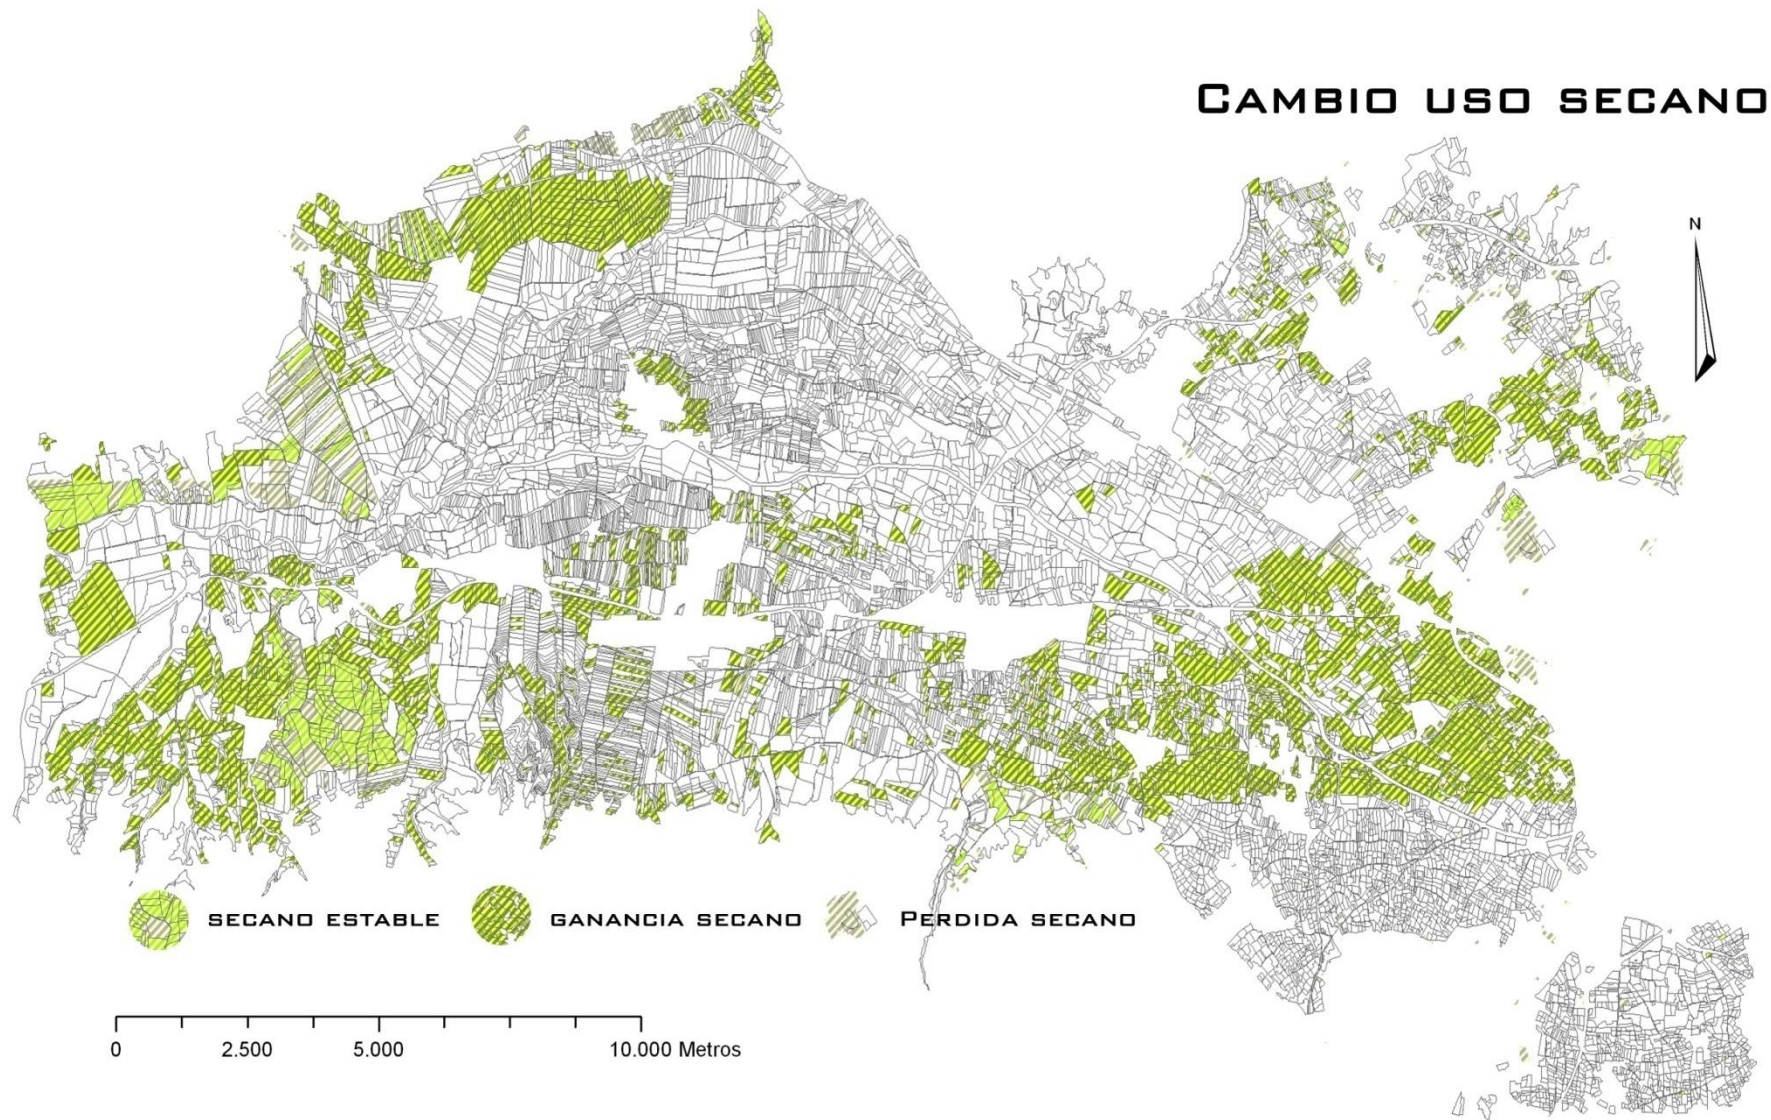 CAMBIO USO SECANO
N
SECANO ESTABLE
GANANCIA SECANO
PERDIDA SECANO
0 2.500 5.000 10.000 Metros